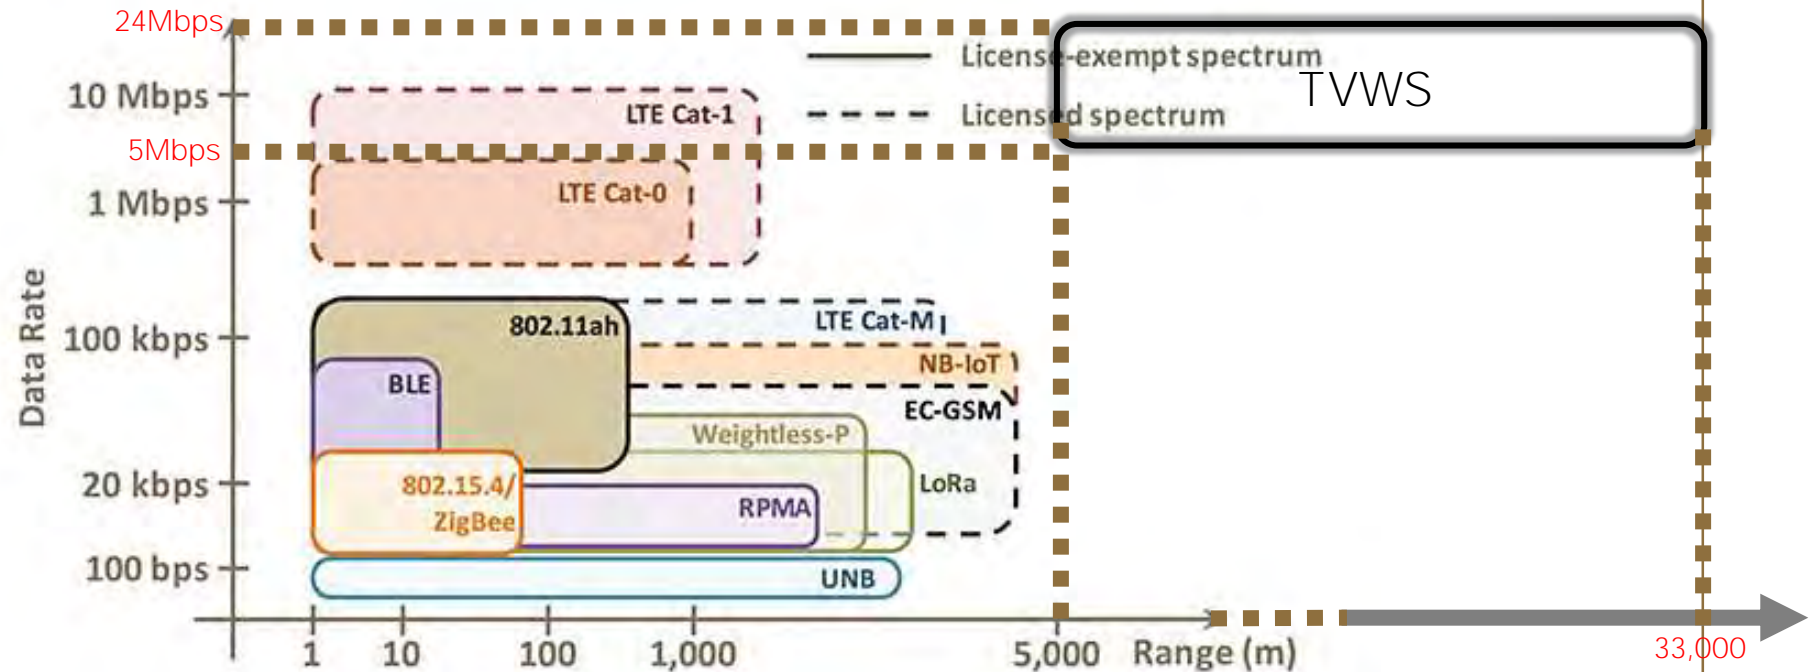 24Mbps
License-exempt spectrum
TVWS
10 Mbps
LTE Cat-1
Licensed spectrum
5Mbps
LTE Cat-0
1 Mbps
Data Rate
802.11ah
LTE Cat-M1
100 kbps
NB-IoT
BLE
EC-GSM
Weightless-P
20 kbps
802.15.4/
ZigBee
RPMA
LoRa
100 bps
UNB
1
10
100
1,000
5,000
Range (m)
33,000